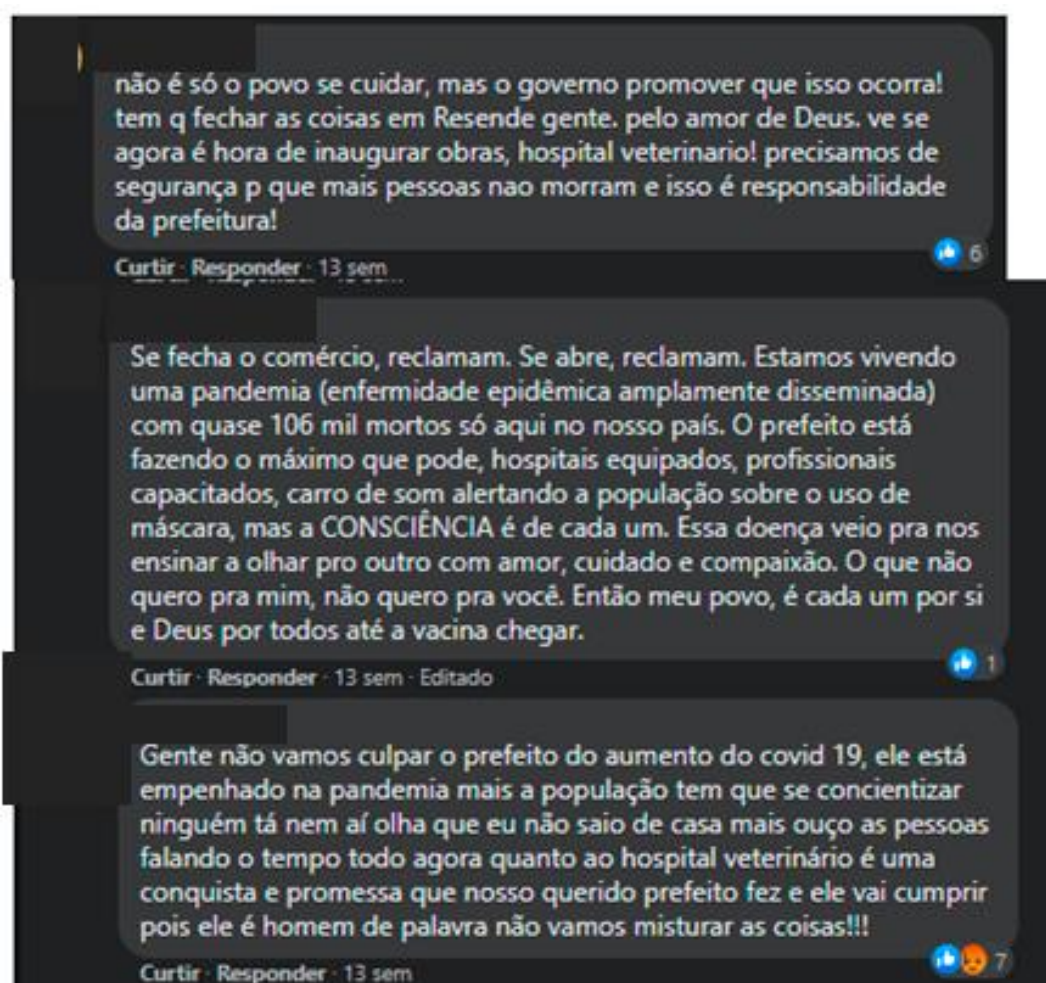 não é só o povo se cuidar, mas o governo promover que isso ocorra!
tem q fechar as coisas em Resende gente. pelo amor de Deus. ve se
agora é hora de inaugurar obras, hospital veterinario! precisamos de
segurança p que mais pessoas nao morram e isso é responsabilidade
da prefeitura!
6
Curtir · Responder · 13 sem
Se fecha o comércio, reclamam. Se abre, reclamam. Estamos vivendo
uma pandemia (enfermidade epidêmica amplamente disseminada)
com quase 106 mil mortos só aqui no nosso país. O prefeito está
fazendo o máximo que pode, hospitais equipados, profissionais
capacitados, carro de som alertando a população sobre o uso de
máscara, mas a CONSCIÊNCIA é de cada um. Essa doença veio pra nos
ensinar a olhar pro outro com amor, cuidado e compaixão. O que não
quero pra mim, não quero pra você. Então meu povo, é cada um por si
e Deus por todos até a vacina chegar.
1
Curtir · Responder · 13 sem · Editado
Gente não vamos culpar o prefeito do aumento do covid 19, ele está
empenhado na pandemia mais a população tem que se concientizar
ninguém tá nem aí olha que eu não saio de casa mais ouço as pessoas
falando o tempo todo agora quanto ao hospital veterinário é uma
conquista e promessa que nosso querido prefeito fez e ele vai cumprir
pois ele é homem de palavra não vamos misturar as coisas!!!
7
Curtir · Responder · 13 sem